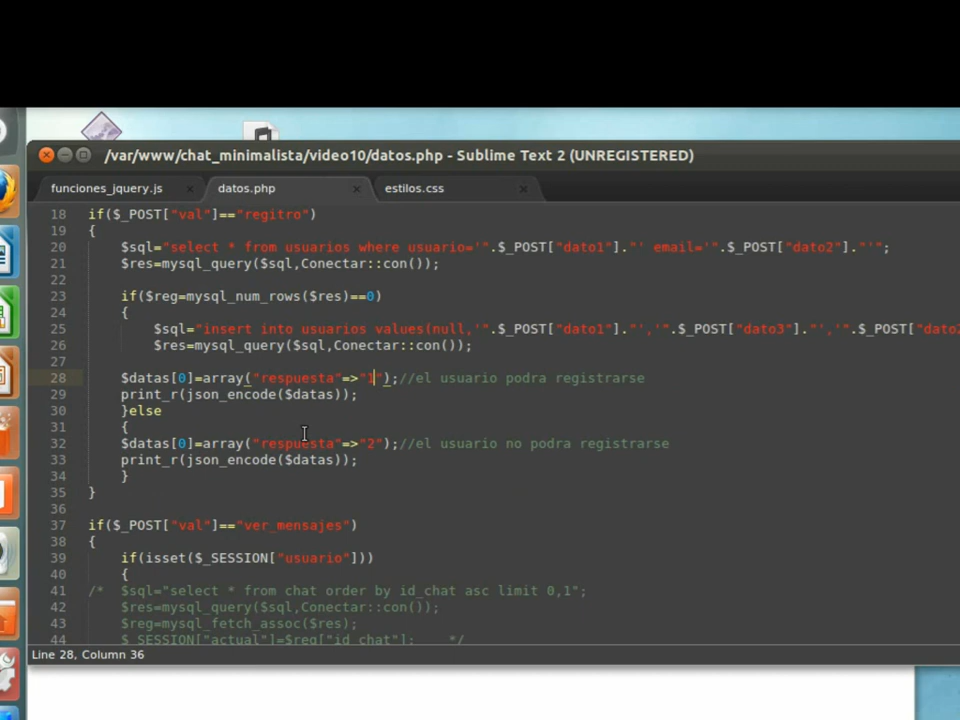 /var/www/chat_minimalista/video10/datos.php - Sublime Text 2 (UNREGISTERED)
funciones_jquery.js × datos.php × estilos.css ×
18 if($_POST["val"]=="regitro")
19 {
20 $sql="select * from usuarios where usuario='".$_POST["dato1"]."' email='".$_POST["dato2"]."'";
21 $res=mysql_query($sql,Conectar::con());
22
23 if($reg=mysql_num_rows($res)==0)
24 {
25 $sql="insert into usuarios values(null,'".$_POST["dato1"]."','".$_POST["dato3"]."','".$_POST["dato2
26 $res=mysql_query($sql,Conectar::con());
27
28 $datas[0]=array("respuesta"=>"1");//el usuario podra registrarse
29 print_r(json_encode($datas));
30 }else
31 {
32 $datas[0]=array("respuesta"=>"2");//el usuario no podra registrarse
33 print_r(json_encode($datas));
34 }
35 }
36
37 if($_POST["val"]=="ver_mensajes")
38 {
39 if(isset($_SESSION["usuario"]))
40 {
41 /* $sql="select * from chat order by id_chat asc limit 0,1";
42 $res=mysql_query($sql,Conectar::con());
43 $reg=mysql_fetch_assoc($res);
44 $_SESSION["actual"]=$reg["id_chat"]; */
Line 28, Column 36